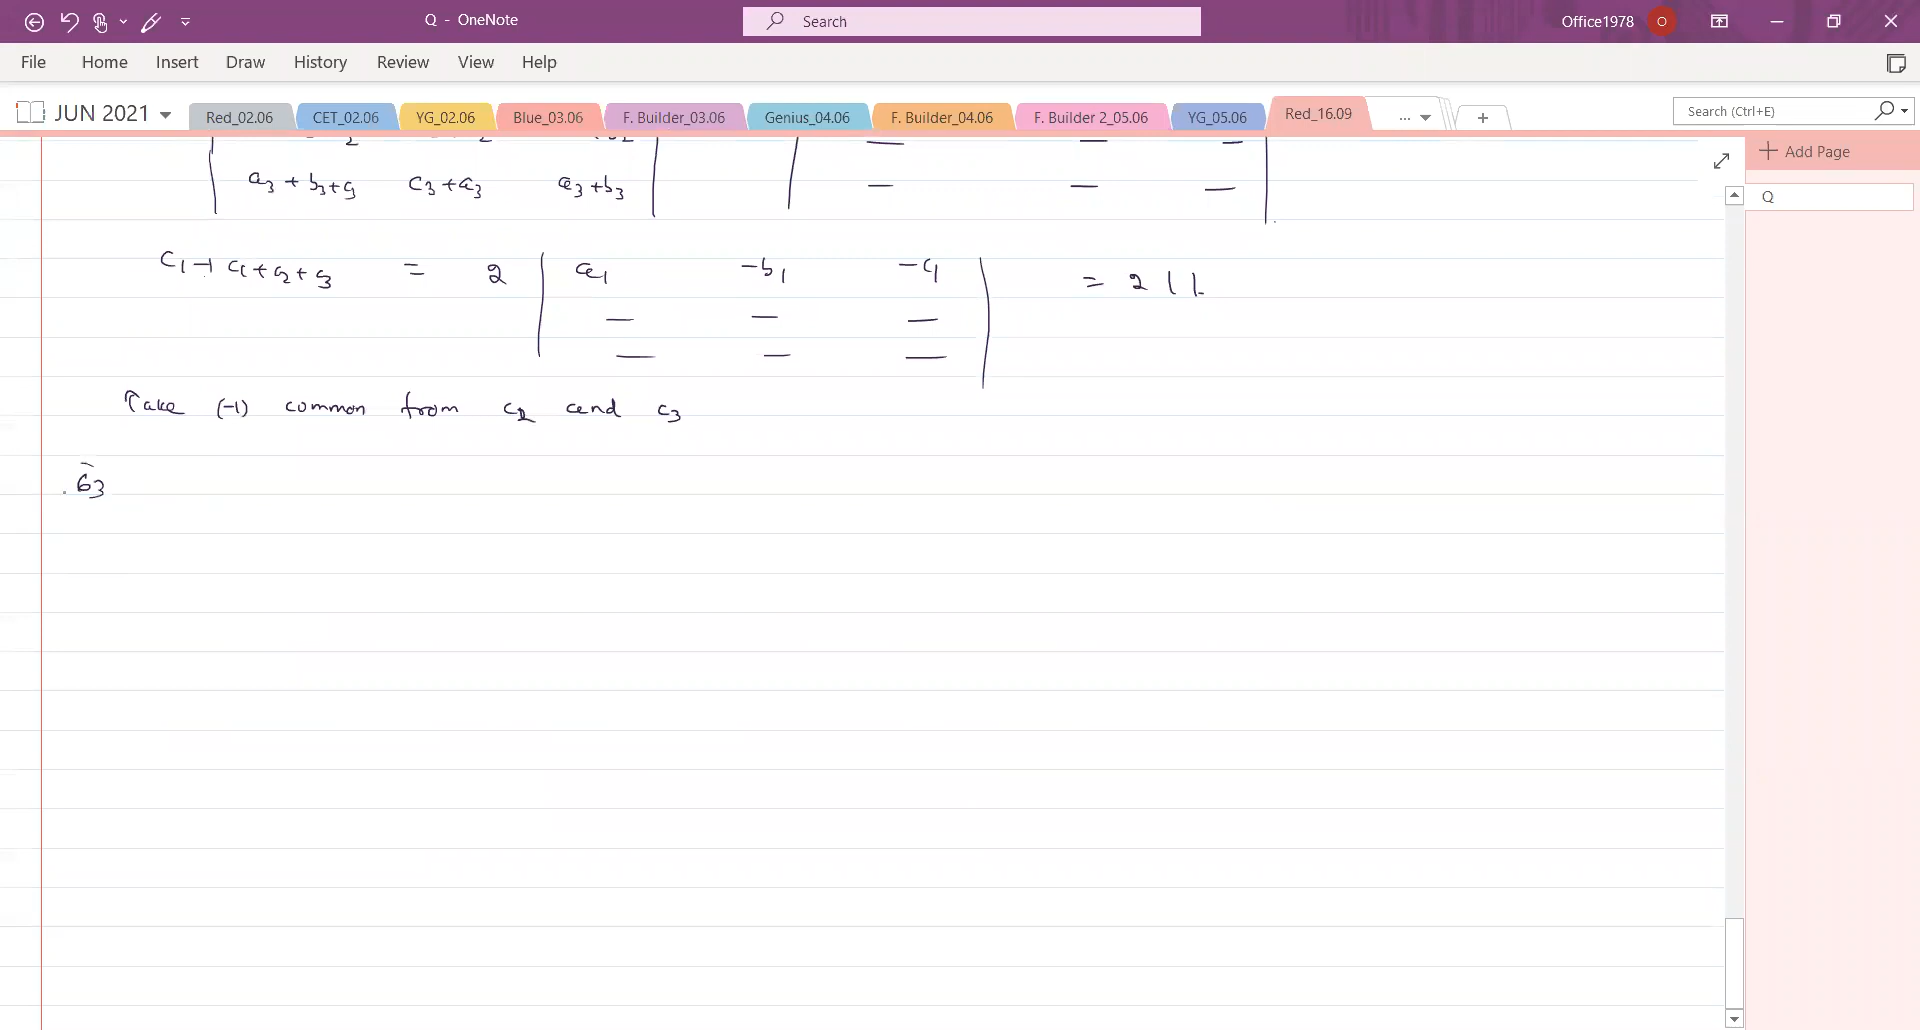 Q - OneNote
Search
Office1978 O
File Home Insert Draw History Review View Help
JUN 2021 Red_02.06 CET_02.06 YG_02.06 Blue_03.06 F. Builder_03.06 Genius_04.06 F. Builder_04.06 F. Builder 2_05.06 YG_05.06 Red_16.09 ... +
Search (Ctrl+E)
Add Page
Q
a3 + b3 + c3 c3 + a3 a3 + b3 | | — — — |
C1 → c1 + c2 + c3 = 2 | a1 -b1 -c1 | = 2 | |
— — —
— — —
Take (-1) common from c2 and c3
63